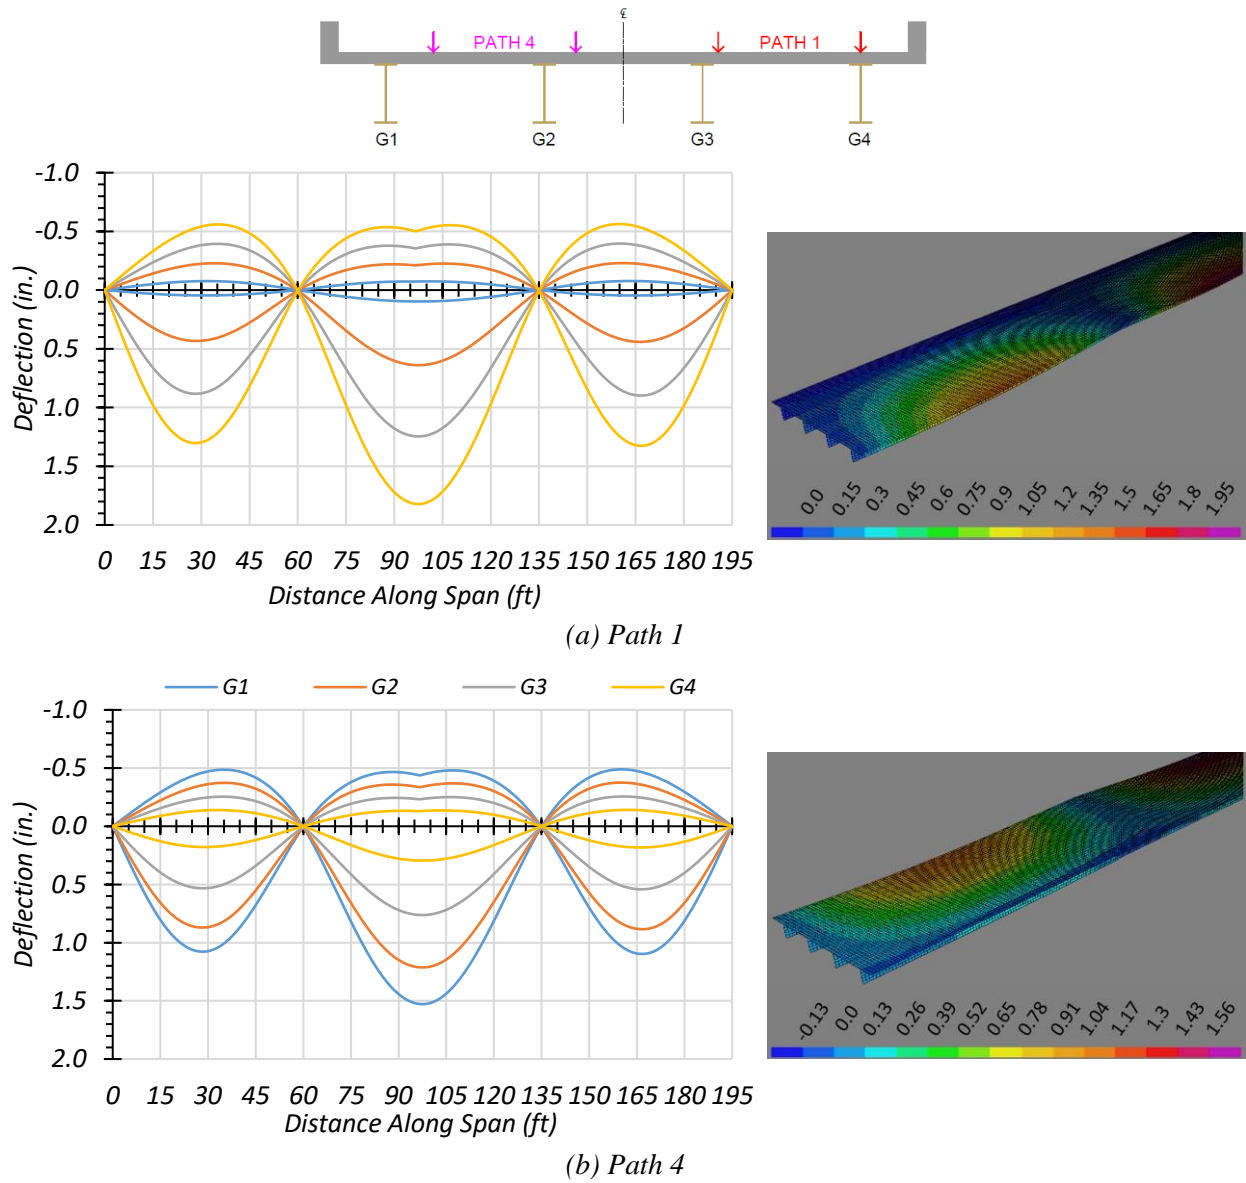 ℄
PATH 4
PATH 1
G1
G2
G3
G4
-1.0
-0.5
0.0
0.5
1.0
1.5
2.0
Deflection (in.)
0 15 30 45 60 75 90 105 120 135 150 165 180 195
Distance Along Span (ft)
0.0 0.15 0.3 0.45 0.6 0.75 0.9 1.05 1.2 1.35 1.5 1.65 1.8 1.95
(a) Path 1
G1 G2 G3 G4
-1.0
-0.5
0.0
0.5
1.0
1.5
2.0
Deflection (in.)
0 15 30 45 60 75 90 105 120 135 150 165 180 195
Distance Along Span (ft)
-0.13 0.0 0.13 0.26 0.39 0.52 0.65 0.78 0.91 1.04 1.17 1.3 1.43 1.56
(b) Path 4